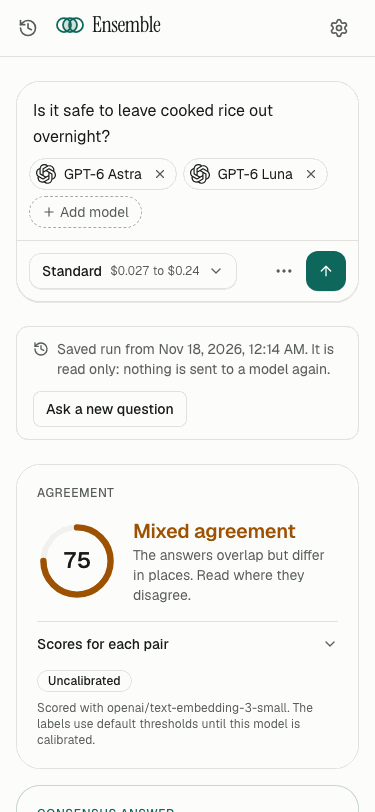 Ensemble
Is it safe to leave cooked rice out
overnight?
GPT-6 Astra
GPT-6 Luna
+ Add model
Standard $0.027 to $0.24
Saved run from Nov 18, 2026, 12:14 AM. It is
read only: nothing is sent to a model again.
Ask a new question
AGREEMENT
75
Mixed agreement
The answers overlap but differ
in places. Read where they
disagree.
Scores for each pair
Uncalibrated
Scored with openai/text-embedding-3-small. The
labels use default thresholds until this model is
calibrated.
CONSENSUS ANSWER